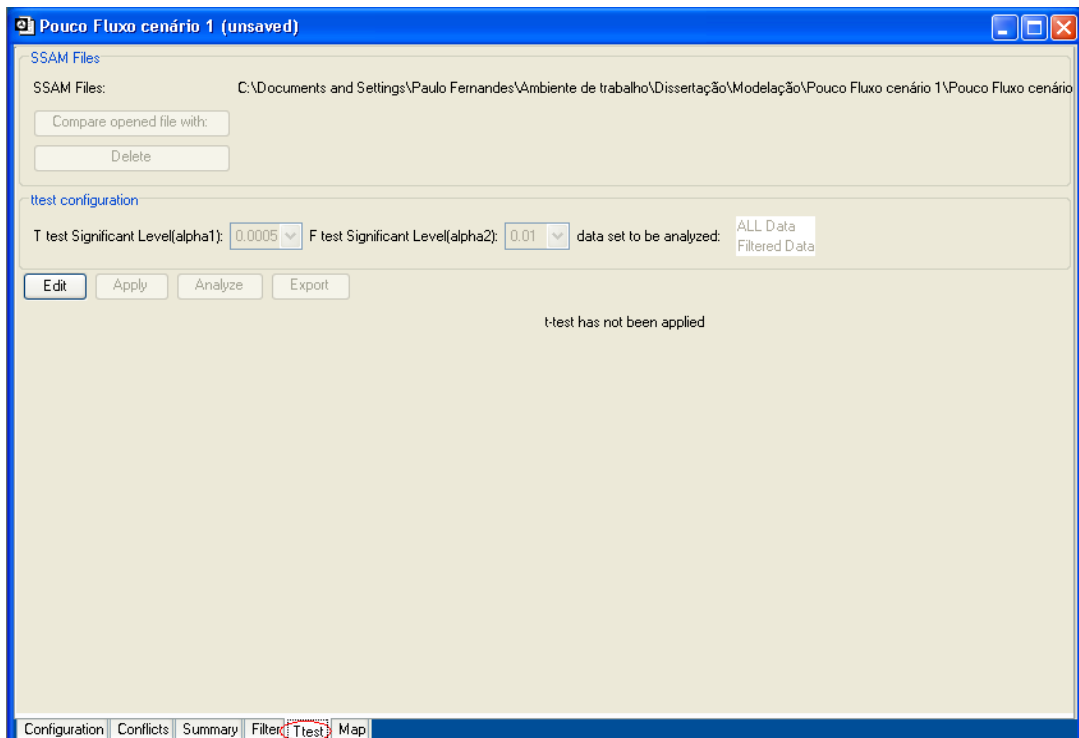 Pouco Fluxo cenário 1 (unsaved)
SSAM Files
SSAM Files: C:\Documents and Settings\Paulo Fernandes\Ambiente de trabalho\Dissertação\Modelação\Pouco Fluxo cenário 1\Pouco Fluxo cenário
Compare opened file with:
Delete
ttest configuration
T test Significant Level(alpha1): 0.0005 F test Significant Level(alpha2): 0.01 data set to be analyzed: ALL Data
Filtered Data
Edit Apply Analyze Export
t-test has not been applied
Configuration Conflicts Summary Filter Ttest Map